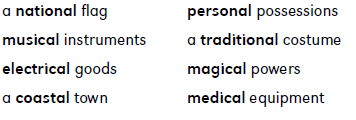 a national flag
musical instruments
electrical goods
a coastal town
personal possessions
a traditional costume
magical powers
medical equipment